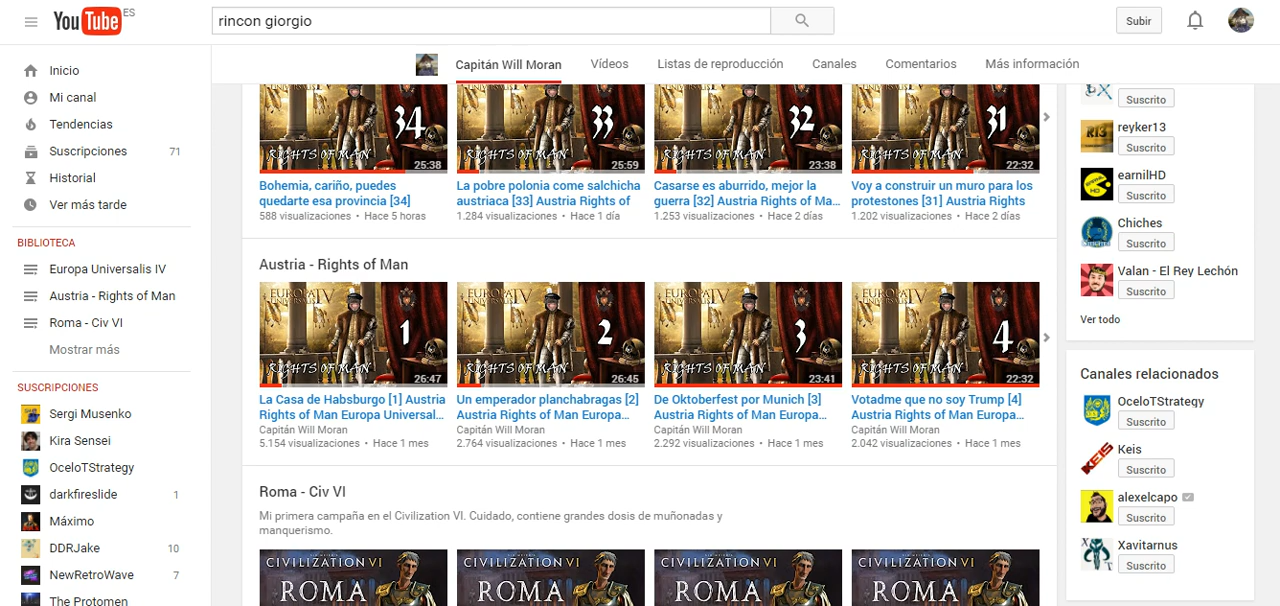 YouTube ES
rincon giorgio
Subir
Inicio
Mi canal
Tendencias
Suscripciones 71
Historial
Ver más tarde
BIBLIOTECA
Europa Universalis IV
Austria - Rights of Man
Roma - Civ VI
Mostrar más
SUSCRIPCIONES
Sergi Musenko
Kira Sensei
OceloTStrategy
darkfireslide 1
Máximo
DDRJake 10
NewRetroWave 7
The Protomen
Capitán Will Moran
Vídeos
Listas de reproducción
Canales
Comentarios
Más información
34
RIGHTS OF MAN
25:38
Bohemia, cariño, puedes
quedarte esa provincia [34]
588 visualizaciones • Hace 5 horas
33
RIGHTS OF MAN
25:59
La pobre polonia como salchicha
austriaca [33] Austria Rights of
1.284 visualizaciones • Hace 1 día
32
RIGHTS OF MAN
23:38
Casarse es aburrido, mejor la
guerra [32] Austria Rights of Ma...
1.253 visualizaciones • Hace 2 días
31
RIGHTS OF MAN
22:32
Voy a construir un muro para los
protestones [31] Austria Rights
1.202 visualizaciones • Hace 2 días
Austria - Rights of Man
EUROPA IV
UNIVERSALIS
1
RIGHTS OF MAN
26:47
La Casa de Habsburgo [1] Austria
Rights of Man Europa Universal...
Capitán Will Moran
5.154 visualizaciones • Hace 1 mes
EUROPA IV
UNIVERSALIS
2
RIGHTS OF MAN
26:45
Un emperador planchabragas [2]
Austria Rights of Man Europa...
Capitán Will Moran
2.764 visualizaciones • Hace 1 mes
EUROPA IV
UNIVERSALIS
3
RIGHTS OF MAN
23:41
De Oktoberfest por Munich [3]
Austria Rights of Man Europa...
Capitán Will Moran
2.292 visualizaciones • Hace 1 mes
EUROPA IV
UNIVERSALIS
4
RIGHTS OF MAN
22:32
Votadme que no soy Trump [4]
Austria Rights of Man Europa...
Capitán Will Moran
2.042 visualizaciones • Hace 1 mes
Roma - Civ VI
Mi primera campaña en el Civilization VI. Cuidado, contiene grandes dosis de muñonadas y
manquerismo.
CIVILIZATION VI
ROMA
CIVILIZATION VI
ROMA
CIVILIZATION VI
ROMA
CIVILIZATION VI
ROMA
Suscrito
R13
reyker13
Suscrito
earnilHD
Suscrito
Chiches
Suscrito
Valan - El Rey Lechón
Suscrito
Ver todo
Canales relacionados
OceloTStrategy
Suscrito
KEIS
Keis
Suscrito
alexelcapo
Suscrito
Xavitarnus
Suscrito